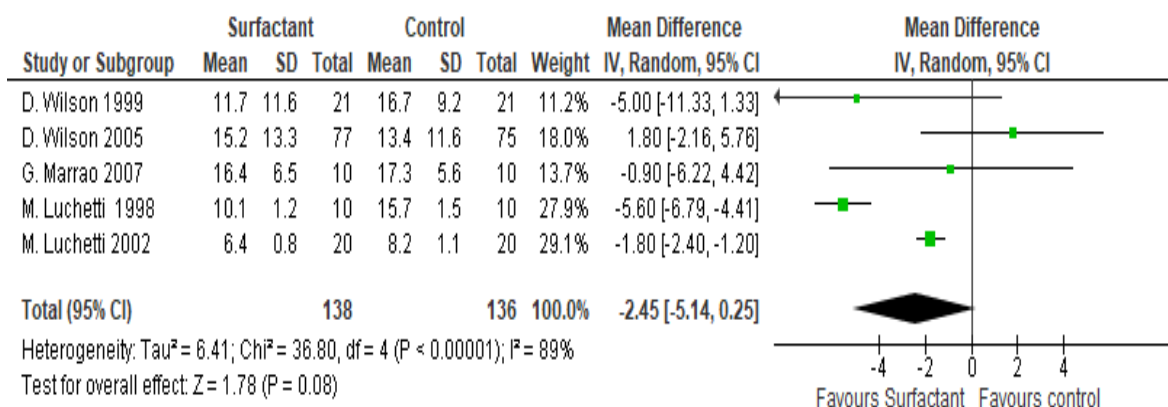 Surfactant Control Mean Difference Mean Difference
Study or Subgroup Mean SD Total Mean SD Total Weight IV, Random, 95% CI IV, Random, 95% CI
D. Wilson 1999 11.7 11.6 21 16.7 9.2 21 11.2% -5.00 [-11.33, 1.33]
D. Wilson 2005 15.2 13.3 77 13.4 11.6 75 18.0% 1.80 [-2.16, 5.76]
G. Marrao 2007 16.4 6.5 10 17.3 5.6 10 13.7% -0.90 [-6.22, 4.42]
M. Luchetti 1998 10.1 1.2 10 15.7 1.5 10 27.9% -5.60 [-6.79, -4.41]
M. Luchetti 2002 6.4 0.8 20 8.2 1.1 20 29.1% -1.80 [-2.40, -1.20]
Total (95% CI) 138 136 100.0% -2.45 [-5.14, 0.25]
Heterogeneity: Tau² = 6.41; Chi² = 36.80, df = 4 (P < 0.00001); I² = 89%
Test for overall effect: Z = 1.78 (P = 0.08)
-4 -2 0 2 4
Favours Surfactant Favours control